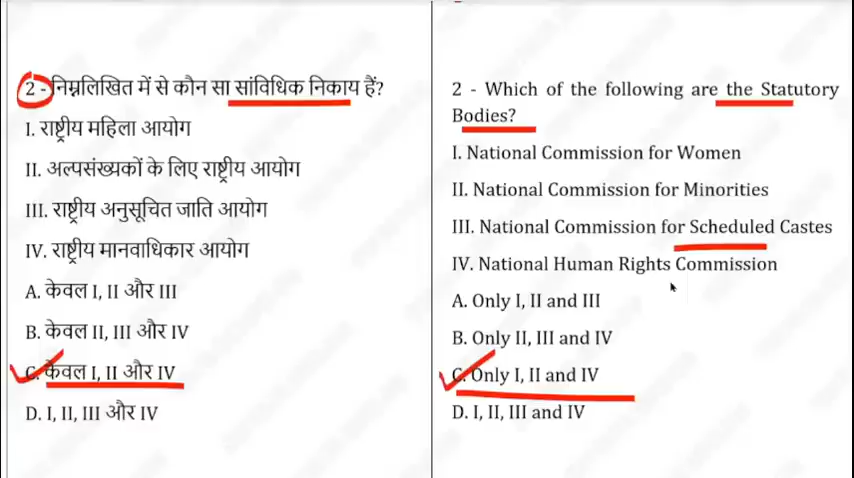 2 - निम्नलिखित में से कौन सा सांविधिक निकाय हैं?
I. राष्ट्रीय महिला आयोग
II. अल्पसंख्यकों के लिए राष्ट्रीय आयोग
III. राष्ट्रीय अनुसूचित जाति आयोग
IV. राष्ट्रीय मानवाधिकार आयोग
A. केवल I, II और III
B. केवल II, III और IV
C. केवल I, II और IV
D. I, II, III और IV
2 - Which of the following are the Statutory
Bodies?
I. National Commission for Women
II. National Commission for Minorities
III. National Commission for Scheduled Castes
IV. National Human Rights Commission
A. Only I, II and III
B. Only II, III and IV
C. Only I, II and IV
D. I, II, III and IV